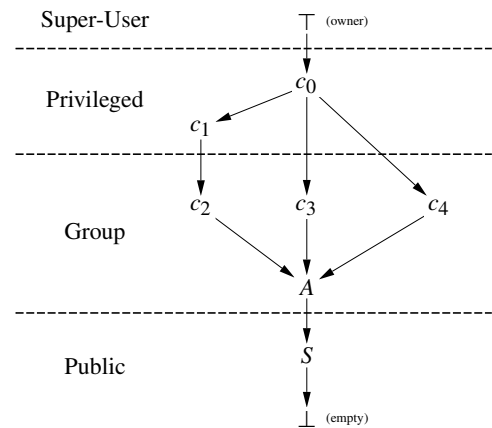 Super-User ⊤ (owner)
c₀
Privileged
c₁
c₂ c₃ c₄
Group
A
S
Public
⊥ (empty)